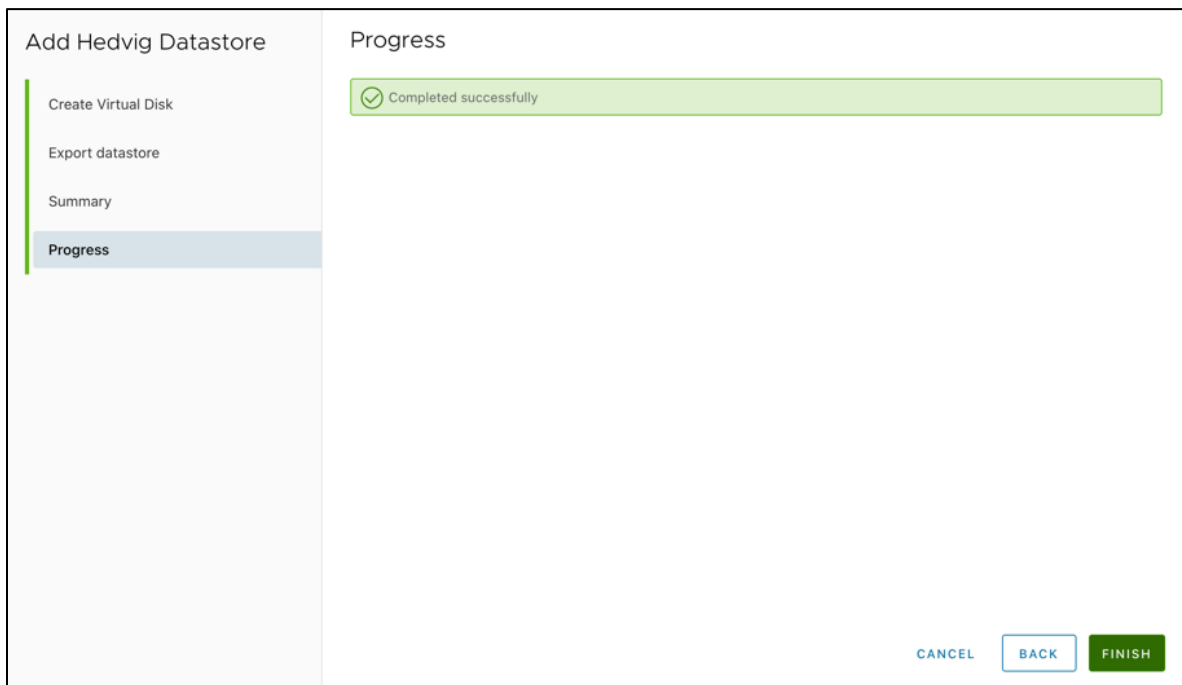 Add Hedvig Datastore
Create Virtual Disk
Export datastore
Summary
Progress
Progress
Completed successfully
CANCEL
BACK
FINISH